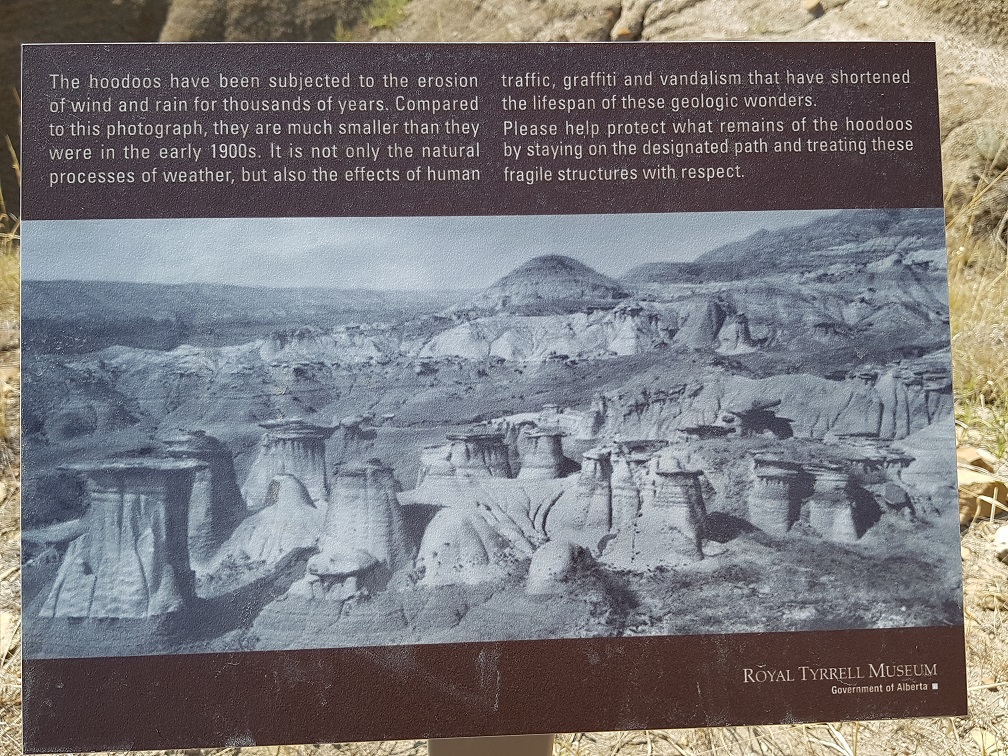 The hoodoos have been subjected to the erosion
of wind and rain for thousands of years. Compared
to this photograph, they are much smaller than they
were in the early 1900s. It is not only the natural
processes of weather, but also the effects of human
traffic, graffiti and vandalism that have shortened
the lifespan of these geologic wonders.
Please help protect what remains of the hoodoos
by staying on the designated path and treating these
fragile structures with respect.
ROYAL TYRRELL MUSEUM
Government of Alberta